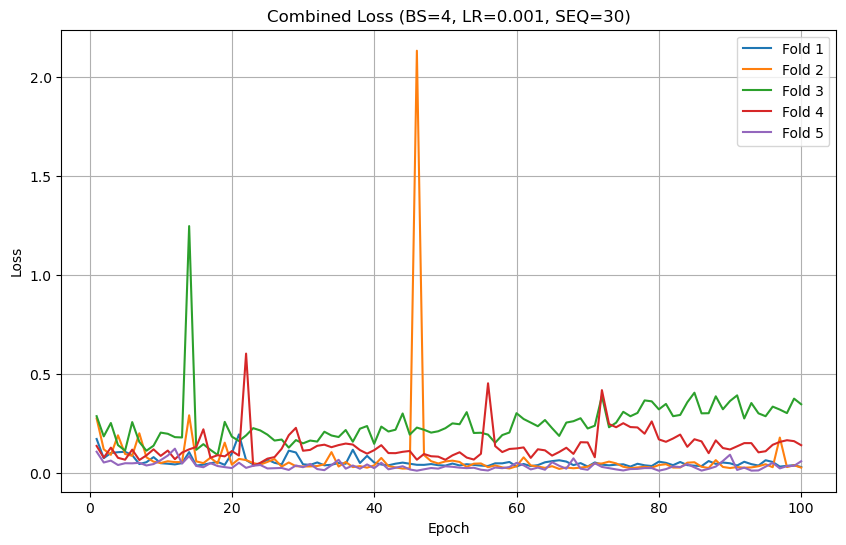 Combined Loss (BS=4, LR=0.001, SEQ=30)
Fold 1
Fold 2
Fold 3
Fold 4
Fold 5
Loss
2.0
1.5
1.0
0.5
0.0
0 20 40 60 80 100
Epoch